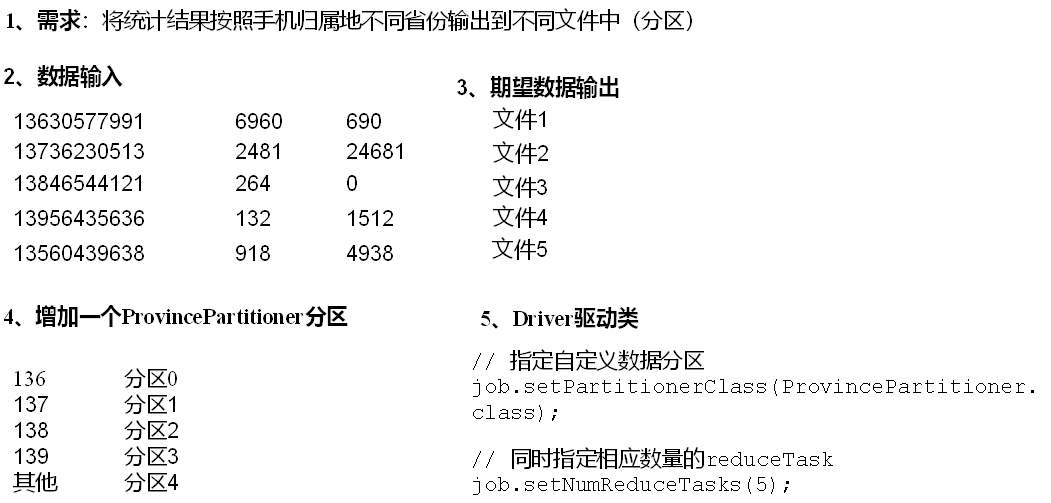 1、需求：将统计结果按照手机归属地不同省份输出到不同文件中（分区）
2、数据输入
13630577991 6960 690
13736230513 2481 24681
13846544121 264 0
13956435636 132 1512
13560439638 918 4938
3、期望数据输出
文件1
文件2
文件3
文件4
文件5
4、增加一个ProvincePartitioner分区
136 分区0
137 分区1
138 分区2
139 分区3
其他 分区4
5、Driver驱动类
// 指定自定义数据分区
job.setPartitionerClass(ProvincePartitioner.
class);
// 同时指定相应数量的reduceTask
job.setNumReduceTasks(5);